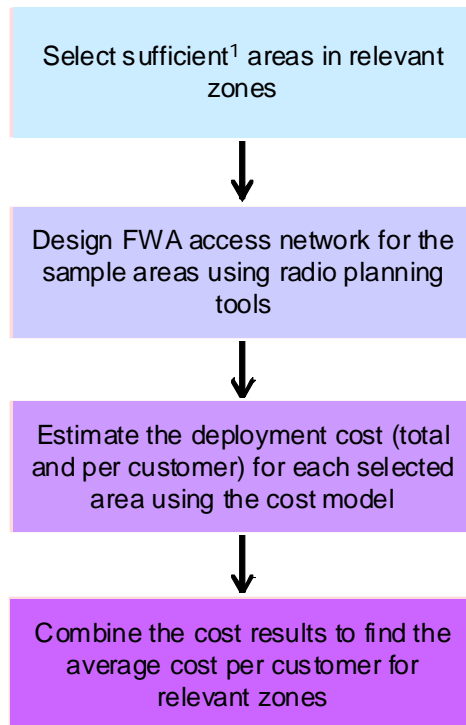 Select sufficient¹ areas in relevant
zones
Design FWA access network for the
sample areas using radio planning
tools
Estimate the deployment cost (total
and per customer) for each selected
area using the cost model
Combine the cost results to find the
average cost per customer for
relevant zones